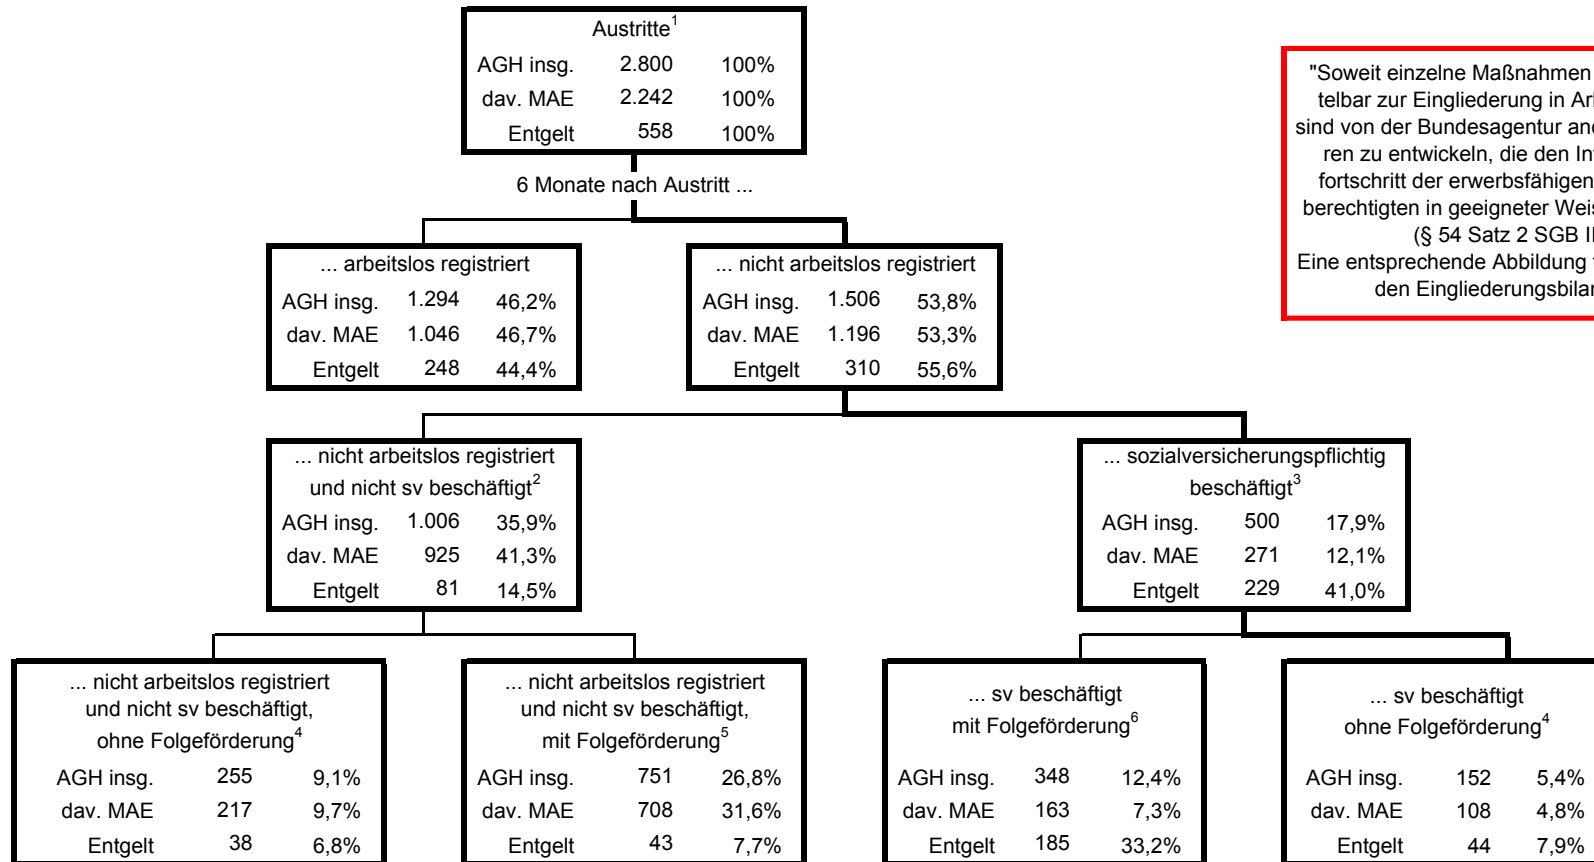 Austritte¹
AGH insg. 2.800 100%
dav. MAE 2.242 100%
Entgelt 558 100%
"Soweit einzelne Maßnahmen
telbar zur Eingliederung in
sind von der Bundesagentur
ren zu entwickeln, die den
fortschritt der erwerbsfähigen
berechtigten in geeigneter
(§ 54 Satz 2 SGB
Eine entsprechende Abbildung
den
6 Monate nach Austritt ...
... arbeitslos registriert
AGH insg. 1.294 46,2%
dav. MAE 1.046 46,7%
Entgelt 248 44,4%
... nicht arbeitslos registriert
AGH insg. 1.506 53,8%
dav. MAE 1.196 53,3%
Entgelt 310 55,6%
... nicht arbeitslos registriert
und nicht sv beschäftigt²
AGH insg. 1.006 35,9%
dav. MAE 925 41,3%
Entgelt 81 14,5%
... sozialversicherungspflichtig
beschäftigt³
AGH insg. 500 17,9%
dav. MAE 271 12,1%
Entgelt 229 41,0%
... nicht arbeitslos registriert
und nicht sv beschäftigt,
ohne Folgeförderung⁴
AGH insg. 255 9,1%
dav. MAE 217 9,7%
Entgelt 38 6,8%
... nicht arbeitslos registriert
und nicht sv beschäftigt,
mit Folgeförderung⁵
AGH insg. 751 26,8%
dav. MAE 708 31,6%
Entgelt 43 7,7%
... sv beschäftigt
mit Folgeförderung⁶
AGH insg. 348 12,4%
dav. MAE 163 7,3%
Entgelt 185 33,2%
... sv beschäftigt
ohne Folgeförderung⁴
AGH insg. 152 5,4%
dav. MAE 108 4,8%
Entgelt 44 7,9%